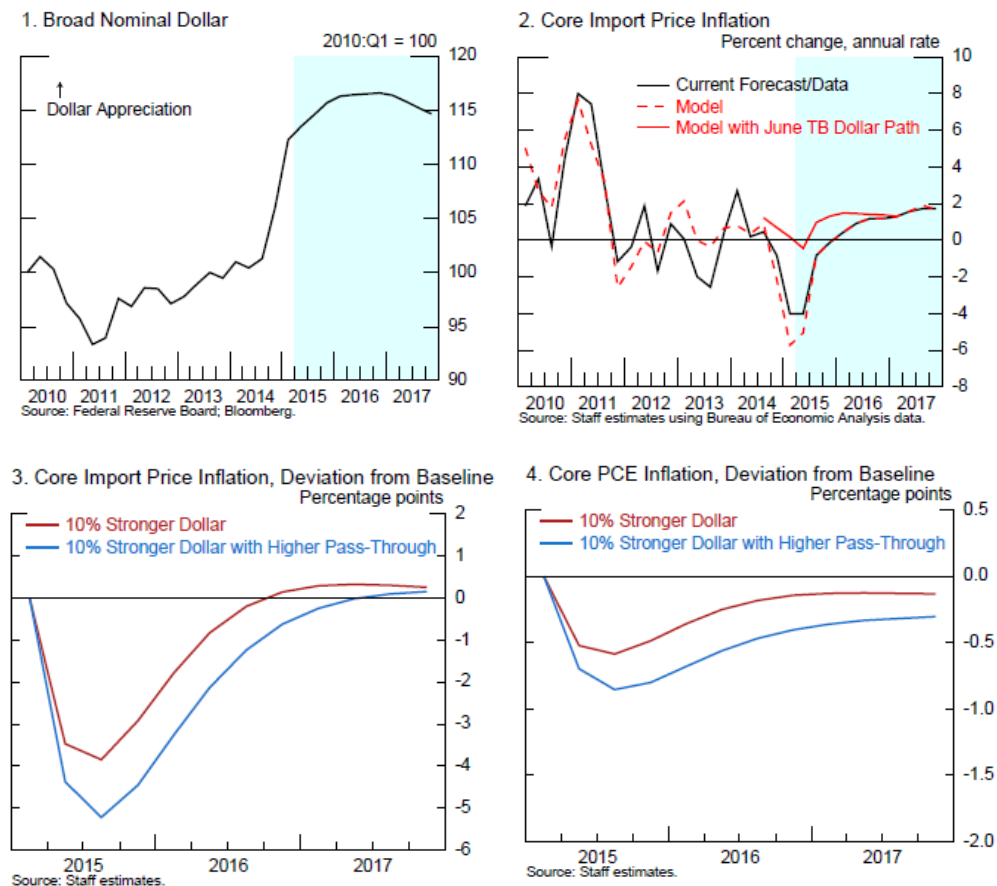 1. Broad Nominal Dollar
2010:Q1 = 100
Dollar Appreciation
120
115
110
105
100
95
90
2010 2011 2012 2013 2014 2015 2016 2017
Source: Federal Reserve Board; Bloomberg.
2. Core Import Price Inflation
Percent change, annual rate
Current Forecast/Data
Model
Model with June TB Dollar Path
10
8
6
4
2
0
-2
-4
-6
-8
2010 2011 2012 2013 2014 2015 2016 2017
Source: Staff estimates using Bureau of Economic Analysis data.
3. Core Import Price Inflation, Deviation from Baseline
Percentage points
10% Stronger Dollar
10% Stronger Dollar with Higher Pass-Through
2
1
0
-1
-2
-3
-4
-5
-6
2015 2016 2017
Source: Staff estimates.
4. Core PCE Inflation, Deviation from Baseline
Percentage points
10% Stronger Dollar
10% Stronger Dollar with Higher Pass-Through
0.5
0.0
-0.5
-1.0
-1.5
-2.0
2015 2016 2017
Source: Staff estimates.